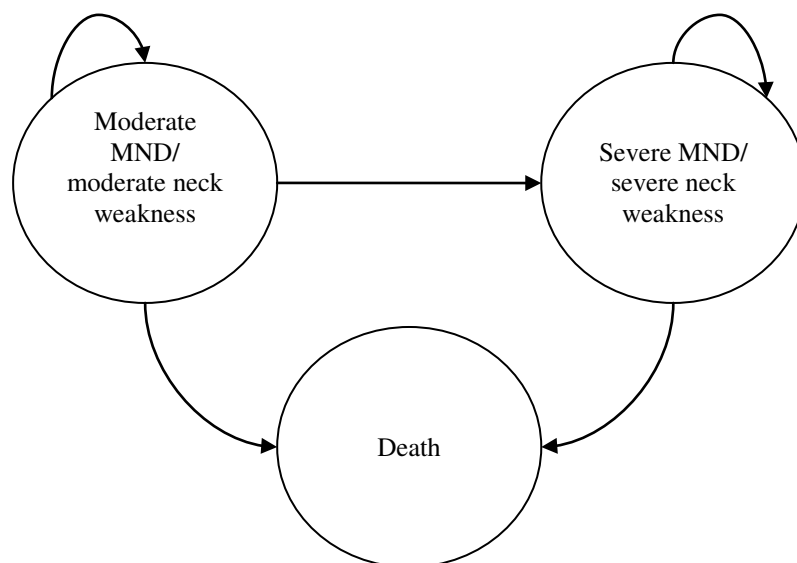 Moderate
MND/
moderate neck
weakness
Severe MND/
severe neck
weakness
Death